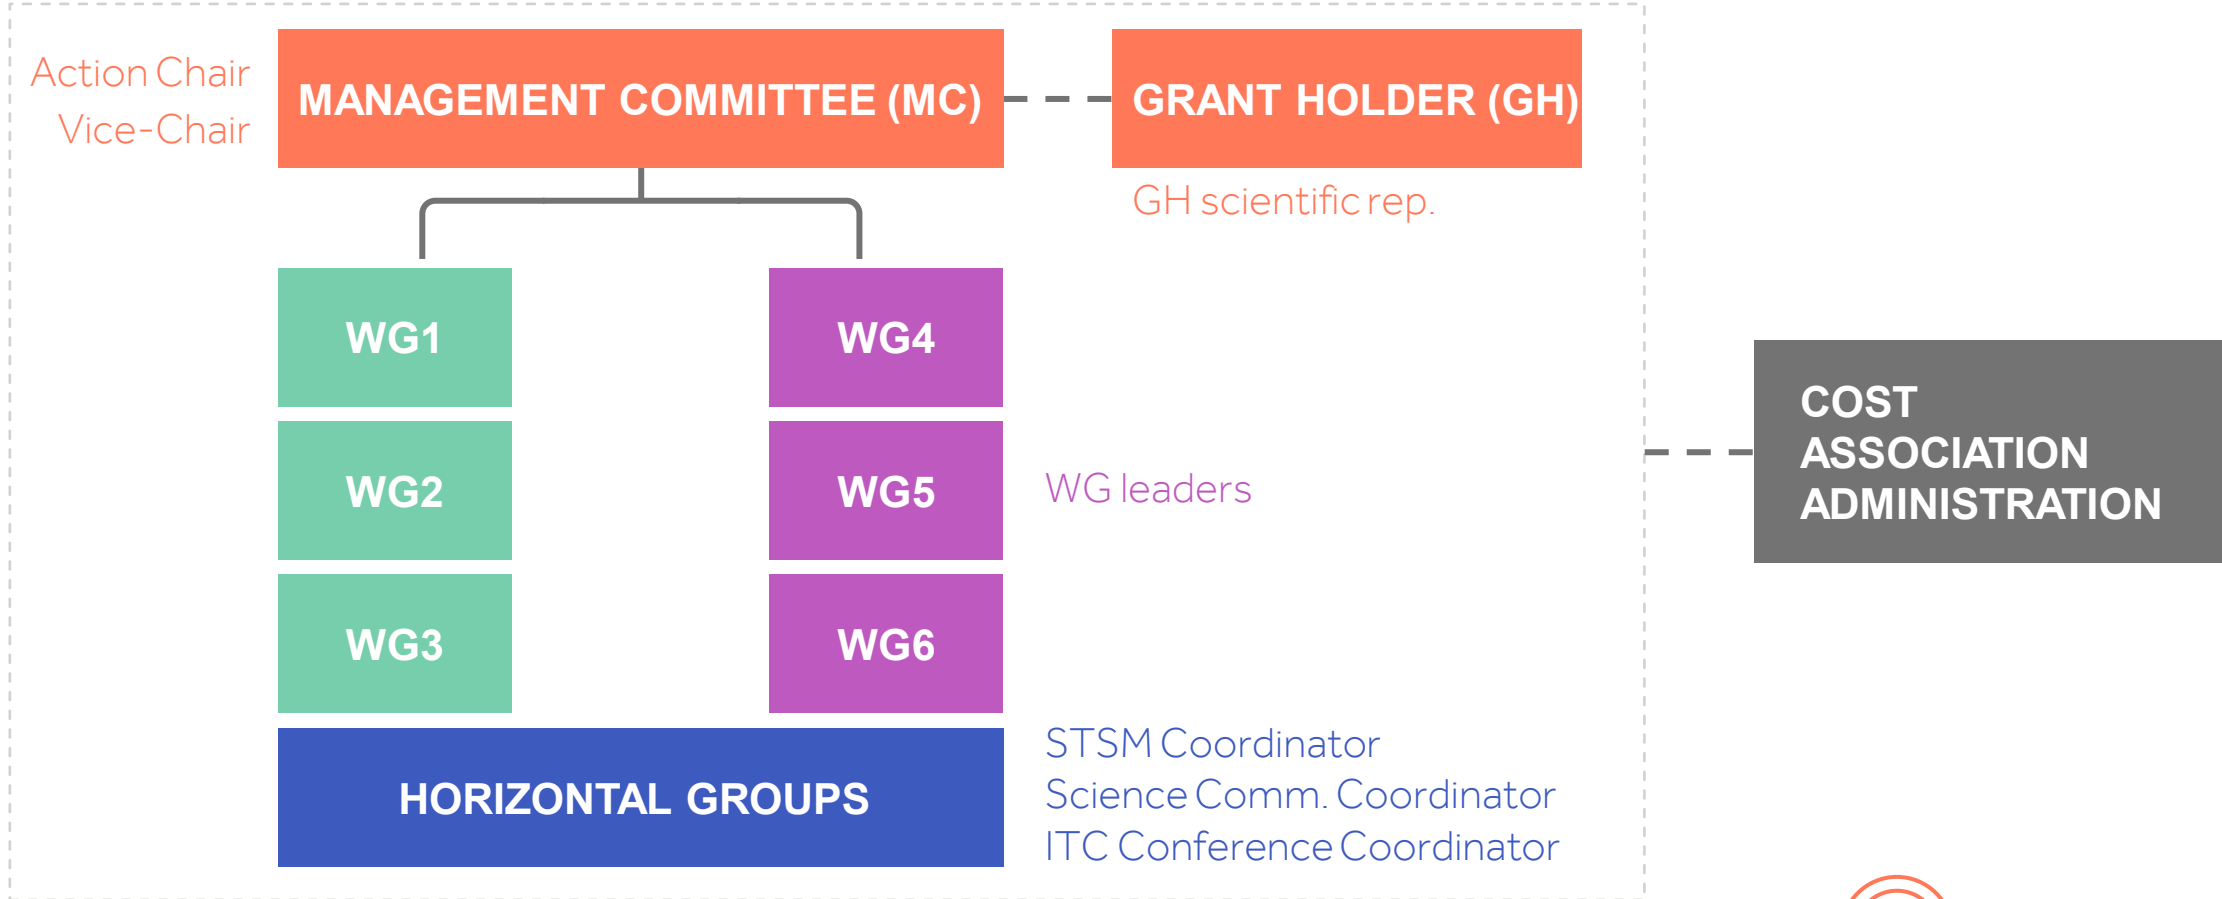 Action Chair
Vice-Chair
MANAGEMENT COMMITTEE (MC)
GRANT HOLDER (GH)
GH scientific rep.
WG1
WG4
WG2
WG5
WG leaders
WG3
WG6
HORIZONTAL GROUPS
STSM Coordinator
Science Comm. Coordinator
ITC Conference Coordinator
COST
ASSOCIATION
ADMINISTRATION